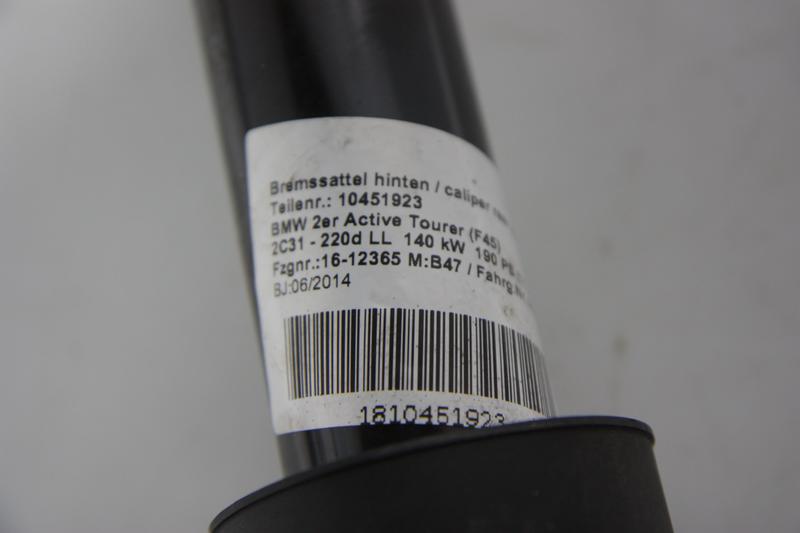 Bremssattel hinten / caliper
Teilenr.: 10451923
BMW 2er Active Tourer (F45)
2C31 - 220d LL 140 kW 190 PS
Fzgnr.:16-12365 M:B47 / Fahrg.
BJ:06/2014
1810451923